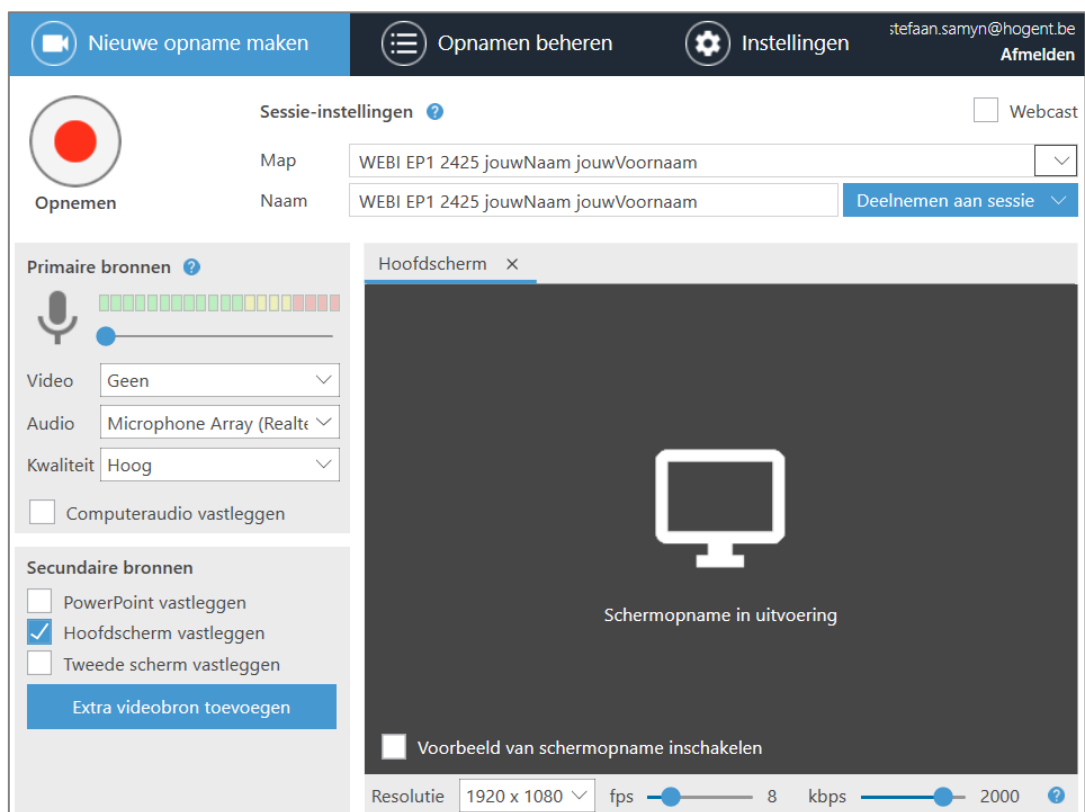 Nieuwe opname maken
Opnamen beheren
Instellingen
stefaan.samyn@hogent.be
Afmelden
Sessie-instellingen ?
Webcast
Map WEBI EP1 2425 jouwNaam jouwVoornaam
Opnemen
Naam WEBI EP1 2425 jouwNaam jouwVoornaam
Deelnemen aan sessie
Primaire bronnen ?
Video Geen
Audio Microphone Array (Realte
Kwaliteit Hoog
Computeraudio vastleggen
Secundaire bronnen
PowerPoint vastleggen
Hoofdscherm vastleggen
Tweede scherm vastleggen
Extra videobron toevoegen
Hoofdscherm ×
Schermopname in uitvoering
Voorbeeld van schermopname inschakelen
Resolutie 1920 x 1080 fps 8 kbps 2000 ?